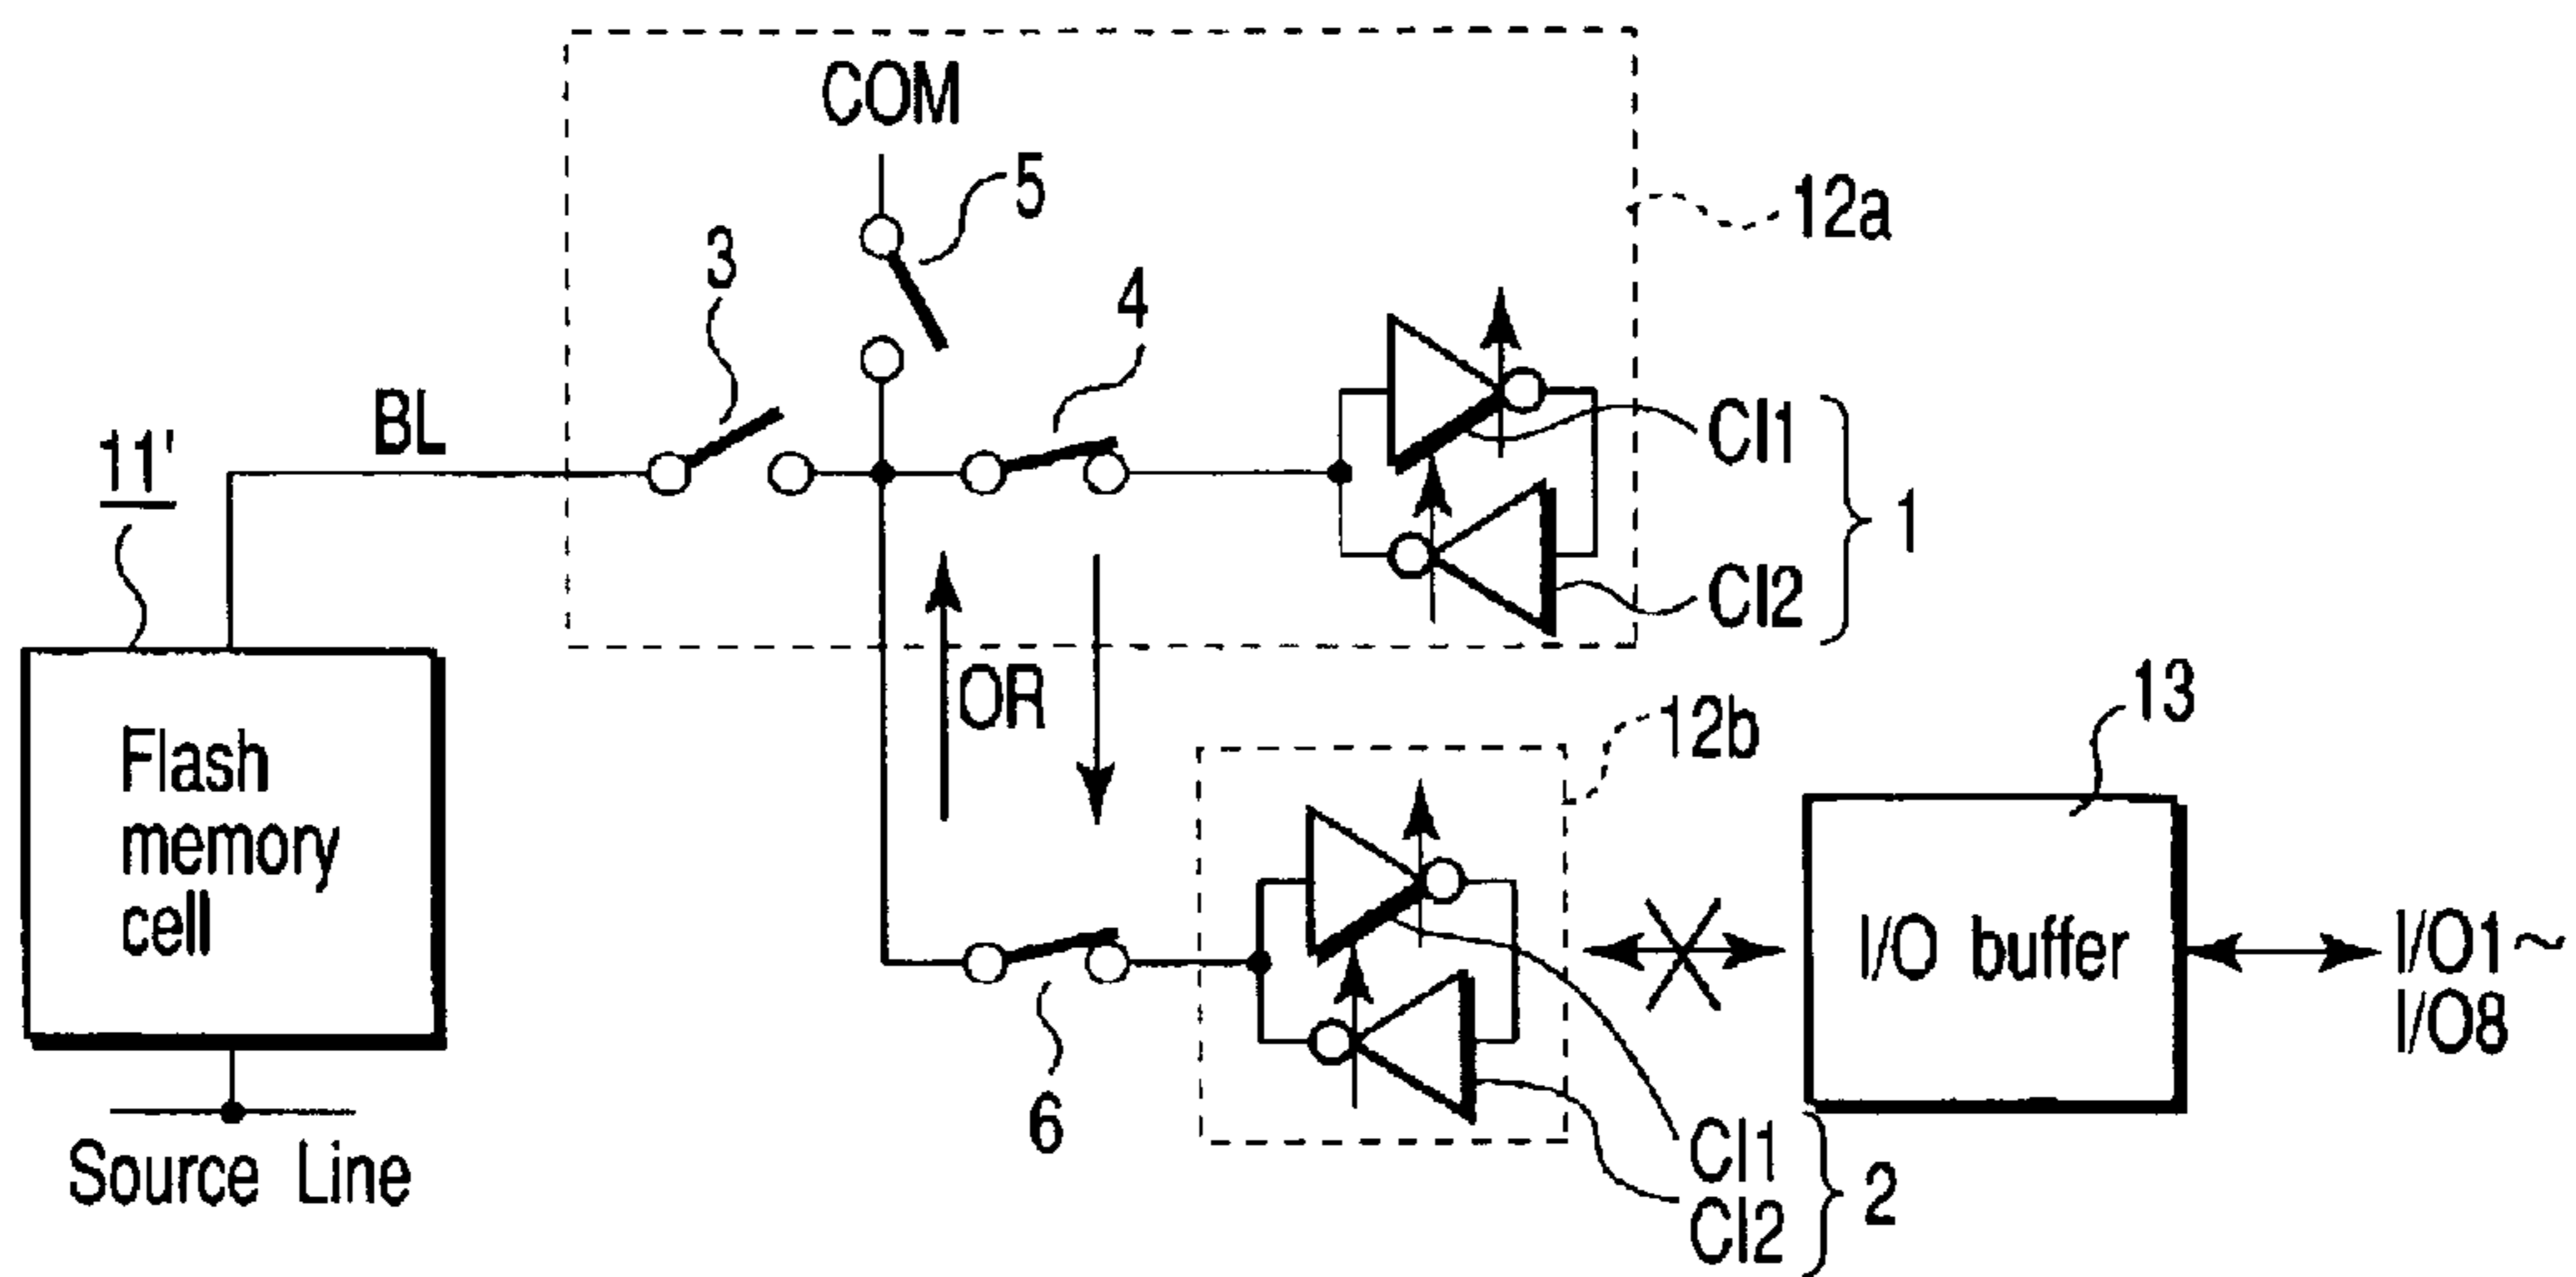 COM
5
12a
3
4
BL
11'
CI1
1
CI2
OR
12b
13
Flash
memory
cell
I/O buffer
I/O1~
I/O8
6
CI1
CI2
2
Source Line